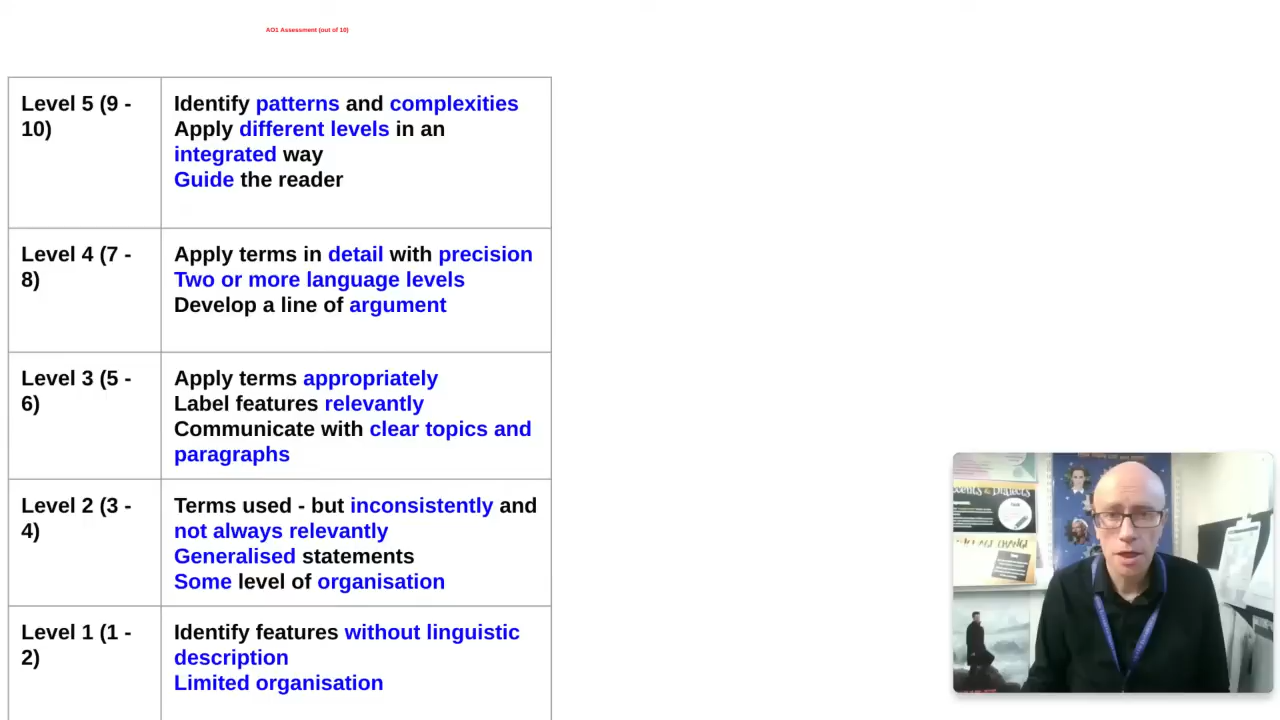 AO1 Assessment (out of 10)
Level 5 (9 -
10)
Identify patterns and complexities
Apply different levels in an
integrated way
Guide the reader
Level 4 (7 -
8)
Apply terms in detail with precision
Two or more language levels
Develop a line of argument
Level 3 (5 -
6)
Apply terms appropriately
Label features relevantly
Communicate with clear topics and
paragraphs
Level 2 (3 -
4)
Terms used - but inconsistently and
not always relevantly
Generalised statements
Some level of organisation
Level 1 (1 -
2)
Identify features without linguistic
description
Limited organisation